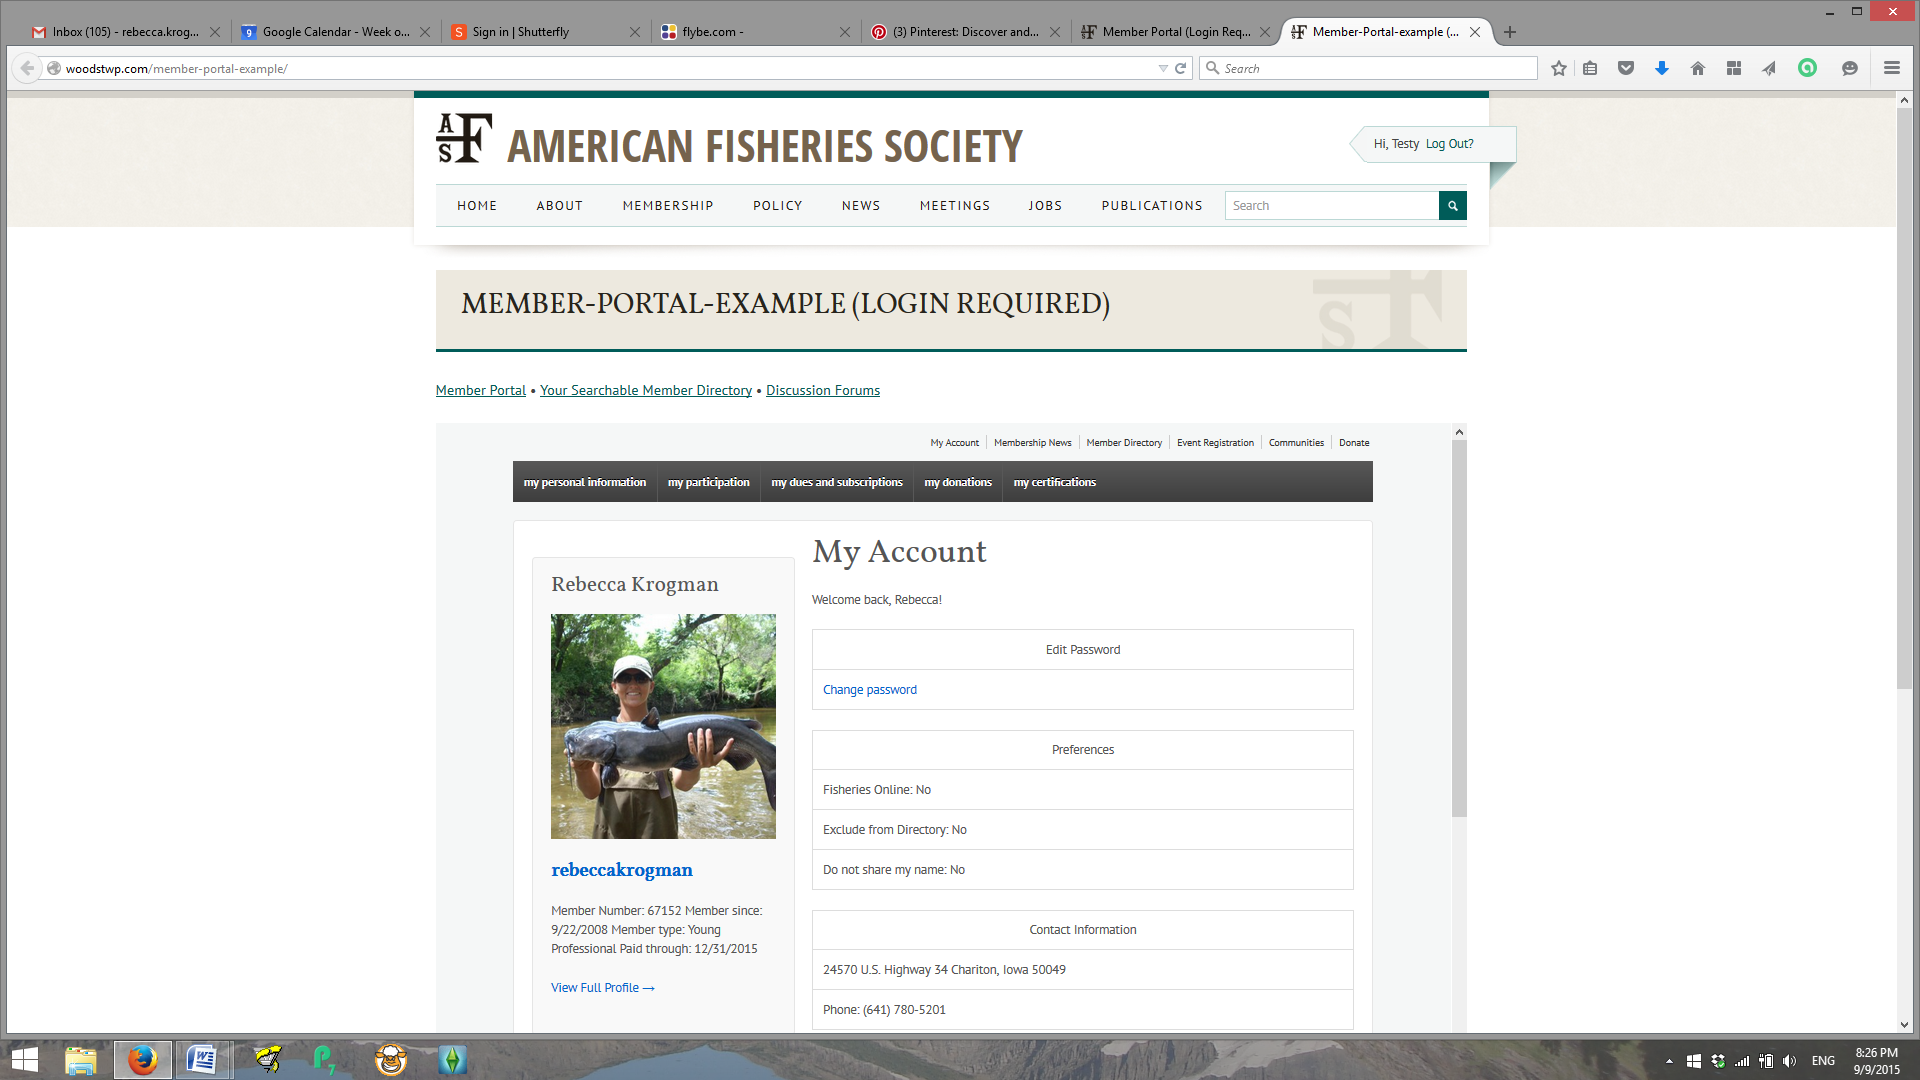 Inbox (105) - rebecca.krog...
9 Google Calendar - Week o...
S Sign in | Shutterfly
flybe.com -
(3) Pinterest: Discover and...
Member Portal (Login Req...
Member-Portal-example (...
woodstwp.com/member-portal-example/
Search
AFS AMERICAN FISHERIES SOCIETY
Hi, Testy Log Out?
HOME ABOUT MEMBERSHIP POLICY NEWS MEETINGS JOBS PUBLICATIONS Search
MEMBER-PORTAL-EXAMPLE (LOGIN REQUIRED)
Member Portal • Your Searchable Member Directory • Discussion Forums
My Account Membership News Member Directory Event Registration Communities Donate
my personal information my participation my dues and subscriptions my donations my certifications
My Account
Rebecca Krogman
Welcome back, Rebecca!
Edit Password
Change password
Preferences
Fisheries Online: No
Exclude from Directory: No
Do not share my name: No
rebeccakrogman
Member Number: 67152 Member since:
9/22/2008 Member type: Young
Professional Paid through: 12/31/2015
View Full Profile →
Contact Information
24570 U.S. Highway 34 Chariton, Iowa 50049
Phone: (641) 780-5201
ENG
8:26 PM
9/9/2015